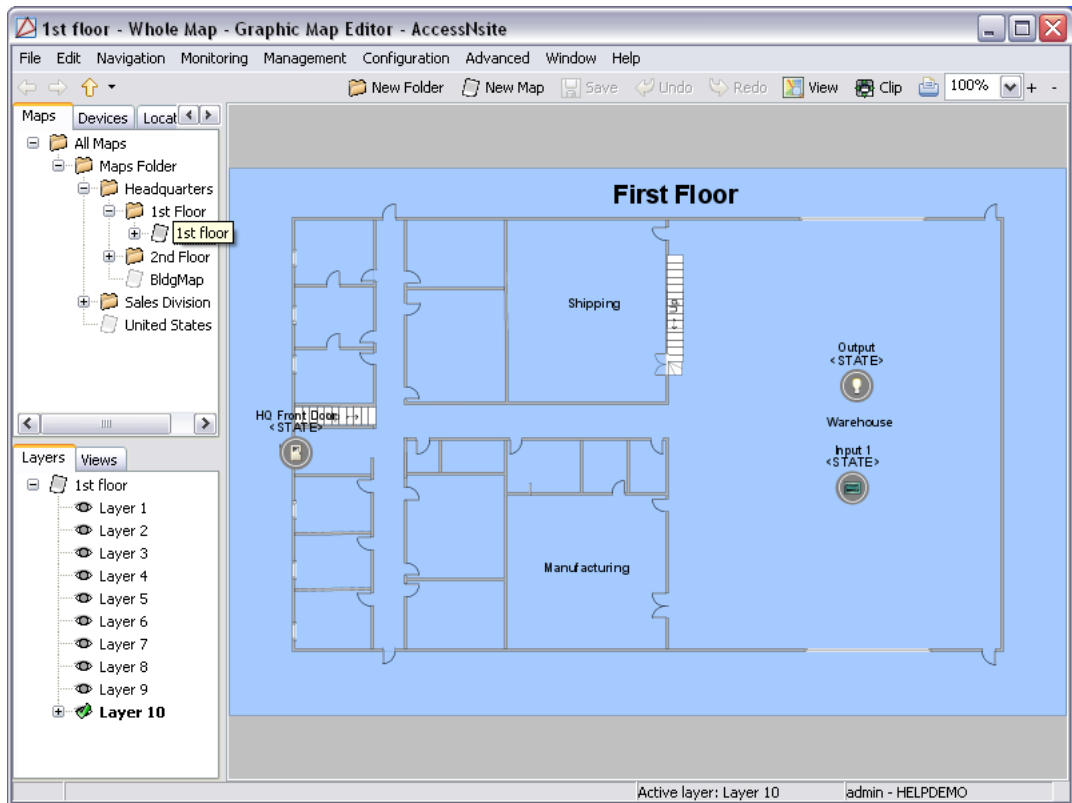 1st floor - Whole Map - Graphic Map Editor - AccessNsite
File Edit Navigation Monitoring Management Configuration Advanced Window Help
New Folder New Map Save Undo Redo View Clip 100% + -
Maps Devices Locat
All Maps
Maps Folder
Headquarters
1st Floor
1st floor
2nd Floor
BldgMap
Sales Division
United States
Layers Views
1st floor
Layer 1
Layer 2
Layer 3
Layer 4
Layer 5
Layer 6
Layer 7
Layer 8
Layer 9
Layer 10
First Floor
Shipping
Output
<STATE>
Warehouse
HQ Front Door
<STATE>
Input 1
<STATE>
Manufacturing
Active layer: Layer 10
admin - HELPDEMO